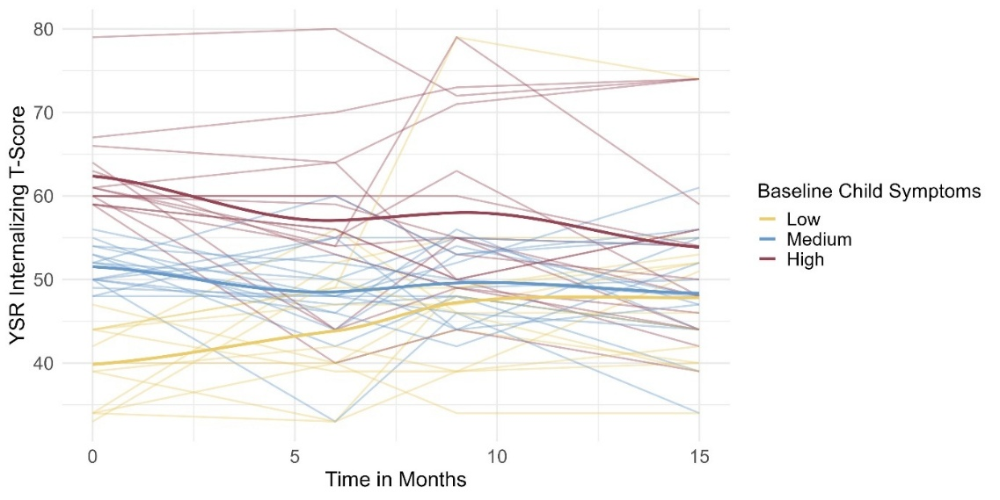 YSR Internalizing T-Score
80
70
60
50
40
0 5 10 15
Time in Months
Baseline Child Symptoms
Low
Medium
High